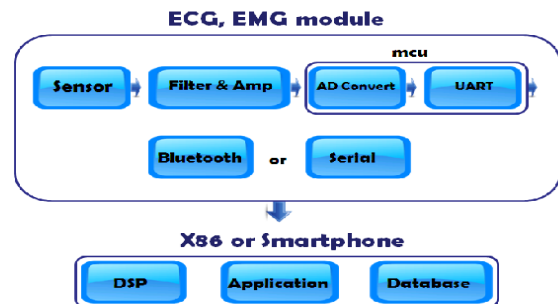 ECG, EMG module
mcu
Sensor Filter & Amp AD Convert UART
Bluetooth or Serial
X86 or Smartphone
DSP Application Database